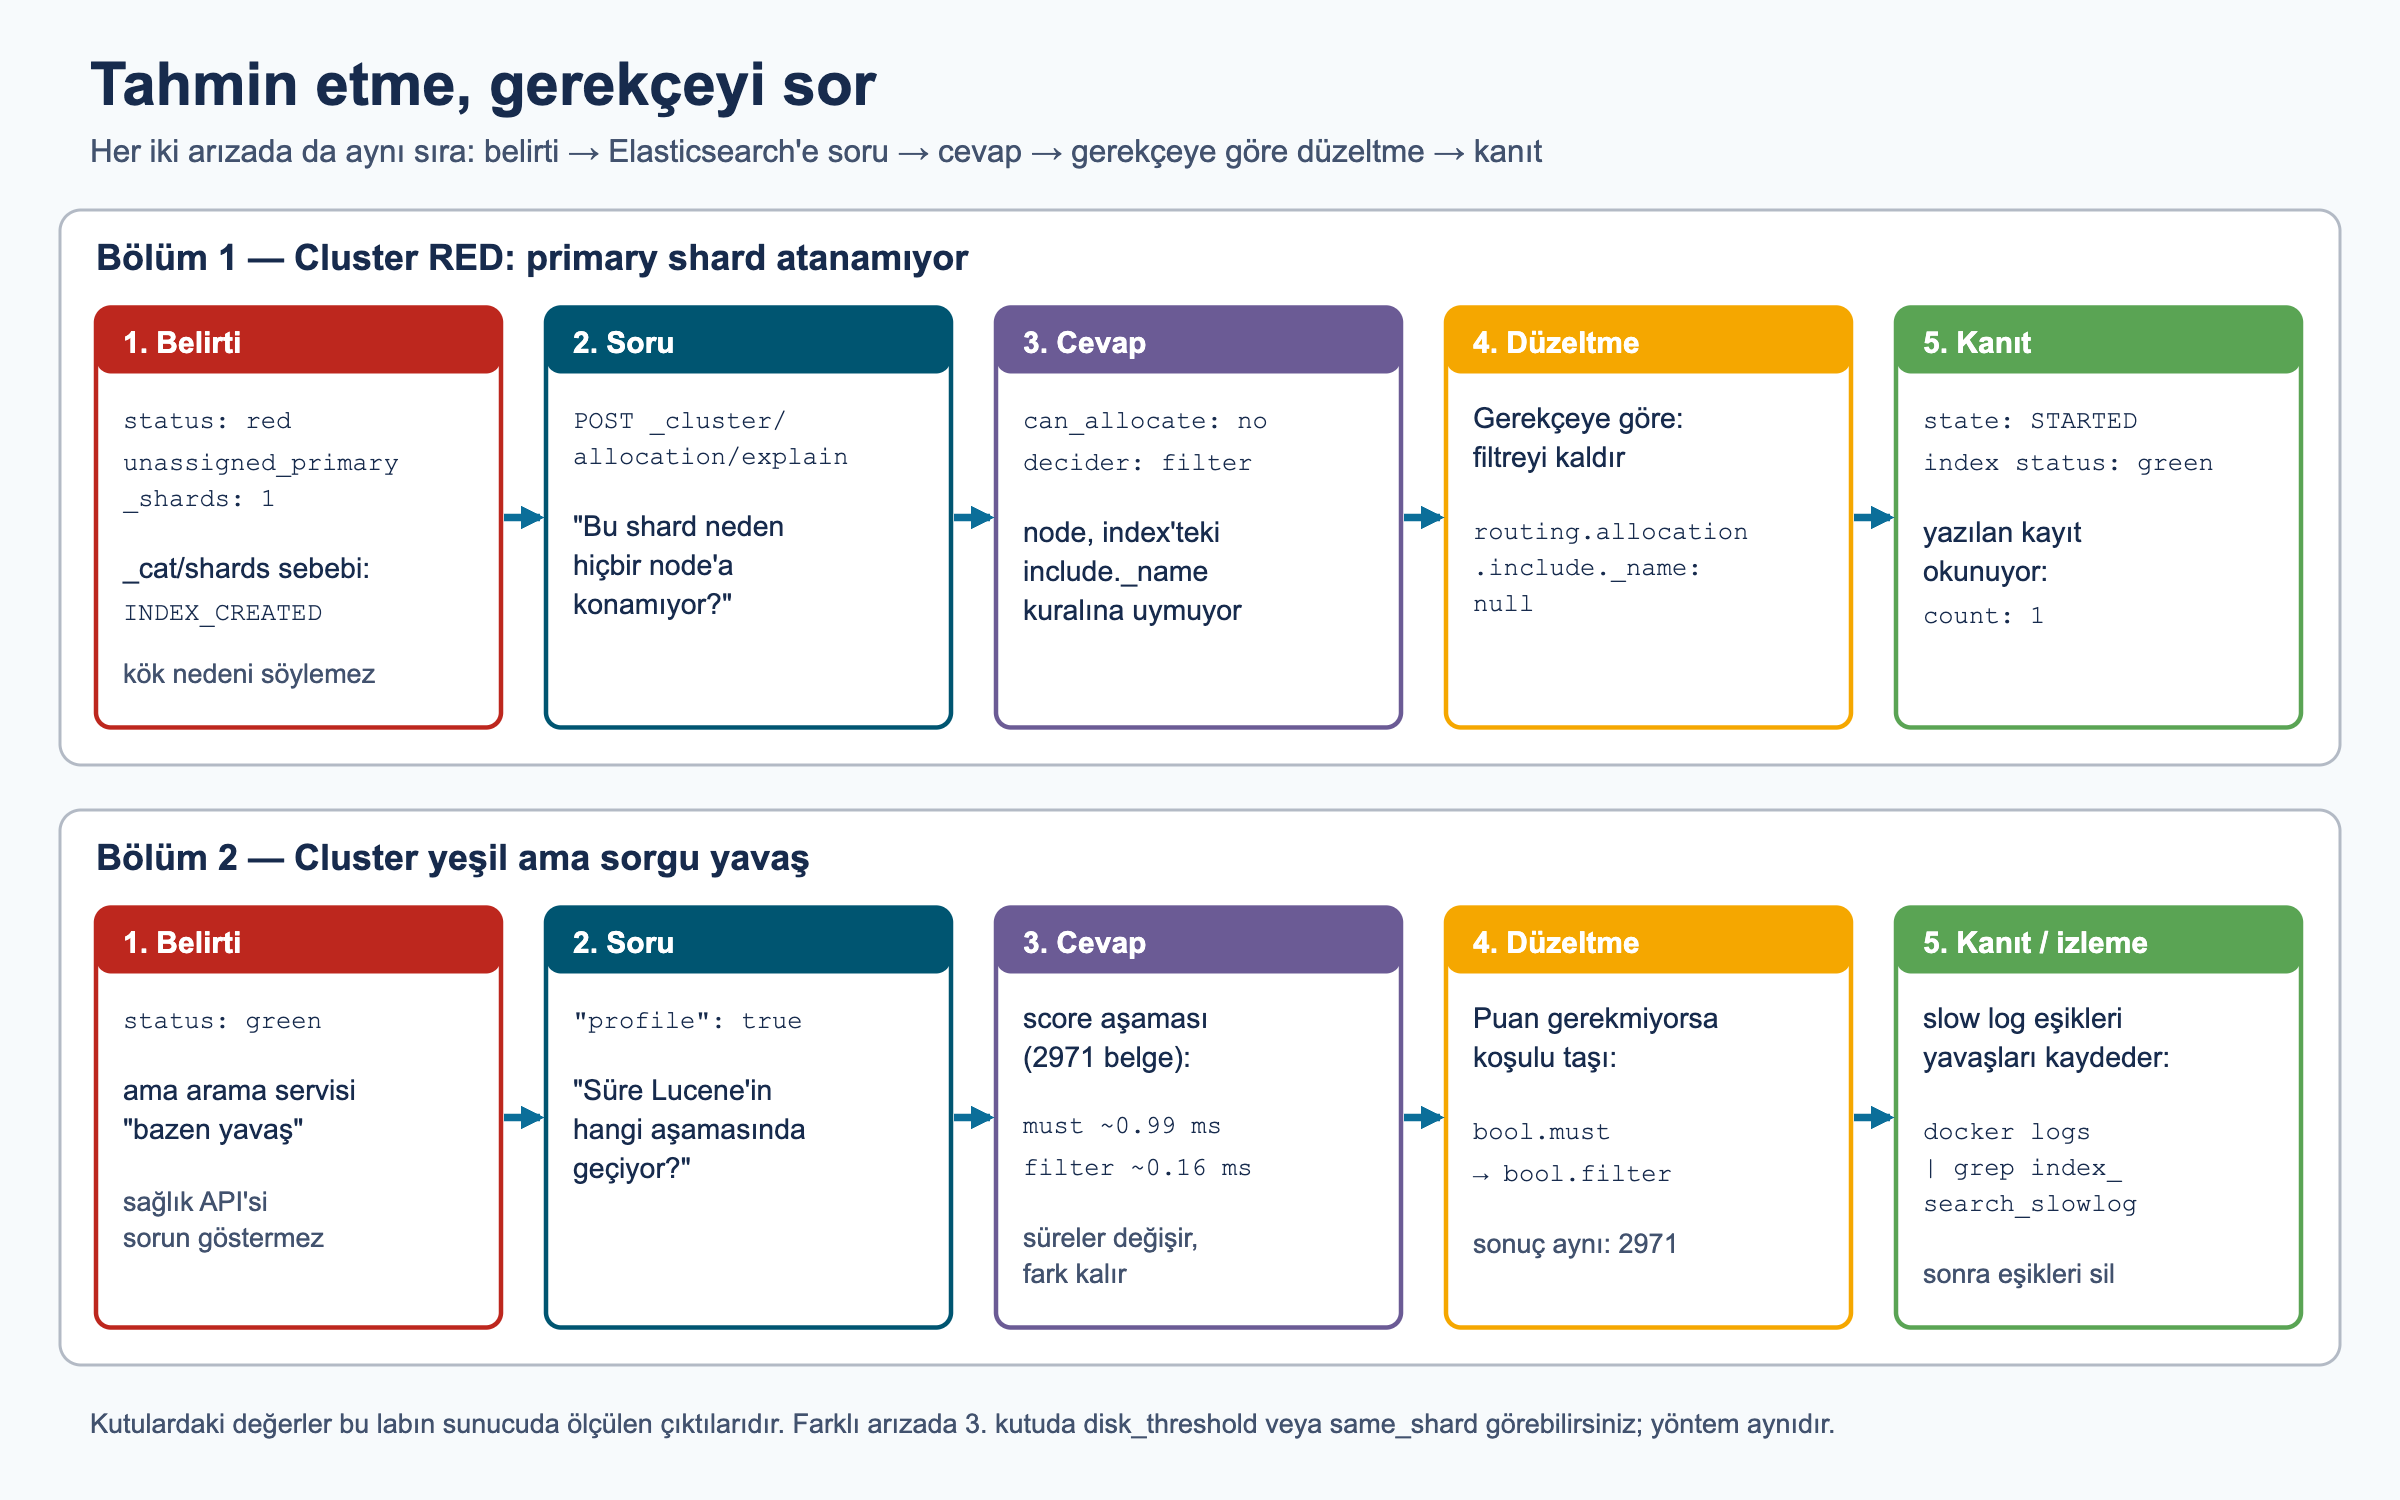 Tahmin etme, gerekçeyi sor
Her iki arızada da aynı sıra: belirti → Elasticsearch'e soru → cevap → gerekçeye göre düzeltme → kanıt
Bölüm 1 — Cluster RED: primary shard atanamıyor
1. Belirti
status: red
unassigned_primary
_shards: 1
_cat/shards sebebi:
INDEX_CREATED
kök nedeni söylemez
2. Soru
POST _cluster/
allocation/explain
"Bu shard neden
hiçbir node'a
konamıyor?"
3. Cevap
can_allocate: no
decider: filter
node, index'teki
include._name
kuralına uymuyor
4. Düzeltme
Gerekçeye göre:
filtreyi kaldır
routing.allocation
.include._name:
null
5. Kanıt
state: STARTED
index status: green
yazılan kayıt
okunuyor:
count: 1
Bölüm 2 — Cluster yeşil ama sorgu yavaş
1. Belirti
status: green
ama arama servisi
"bazen yavaş"
sağlık API'si
sorun göstermez
2. Soru
"profile": true
"Süre Lucene'in
hangi aşamasında
geçiyor?"
3. Cevap
score aşaması
(2971 belge):
must ~0.99 ms
filter ~0.16 ms
süreler değişir,
fark kalır
4. Düzeltme
Puan gerekmiyorsa
koşulu taşı:
bool.must
→ bool.filter
sonuç aynı: 2971
5. Kanıt / izleme
slow log eşikleri
yavaşları kaydeder:
docker logs
| grep index_
search_slowlog
sonra eşikleri sil
Kutulardaki değerler bu labın sunucuda ölçülen çıktılarıdır. Farklı arızada 3. kutuda disk_threshold veya same_shard görebilirsiniz; yöntem aynıdır.